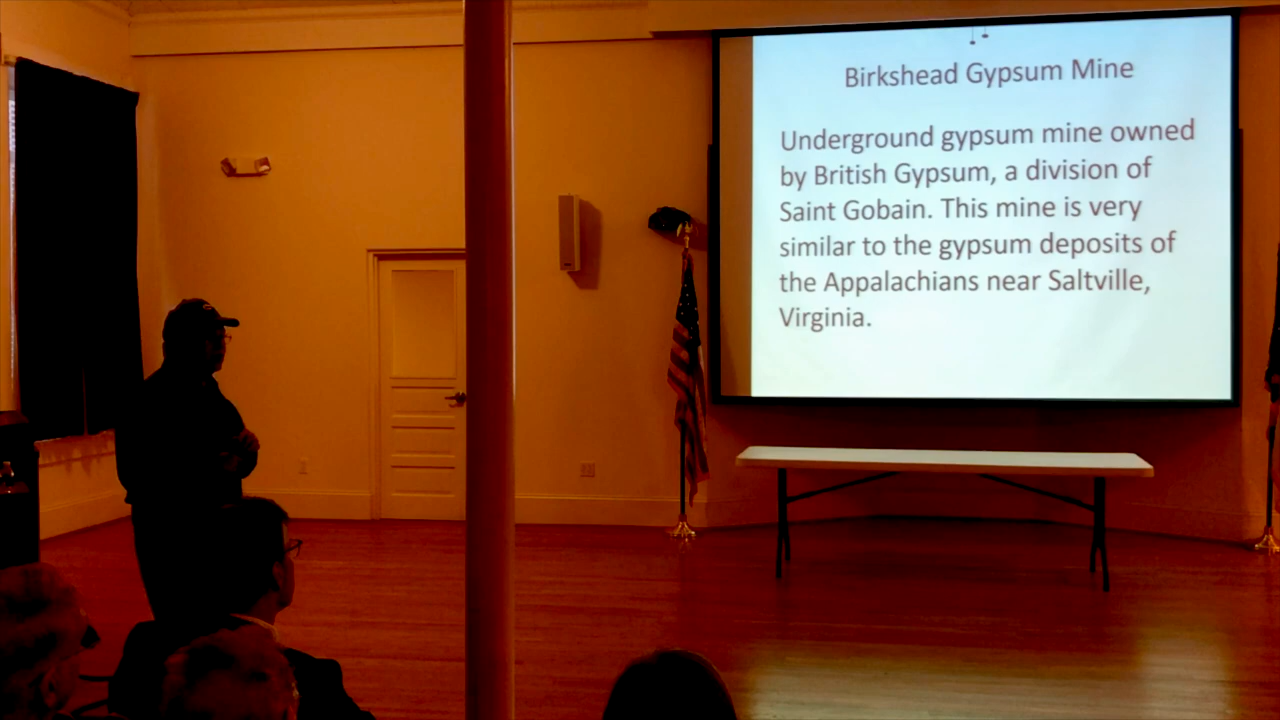 Birkshead Gypsum Mine
Underground gypsum mine owned
by British Gypsum, a division of
Saint Gobain. This mine is very
similar to the gypsum deposits of
the Appalachians near Saltville,
Virginia.